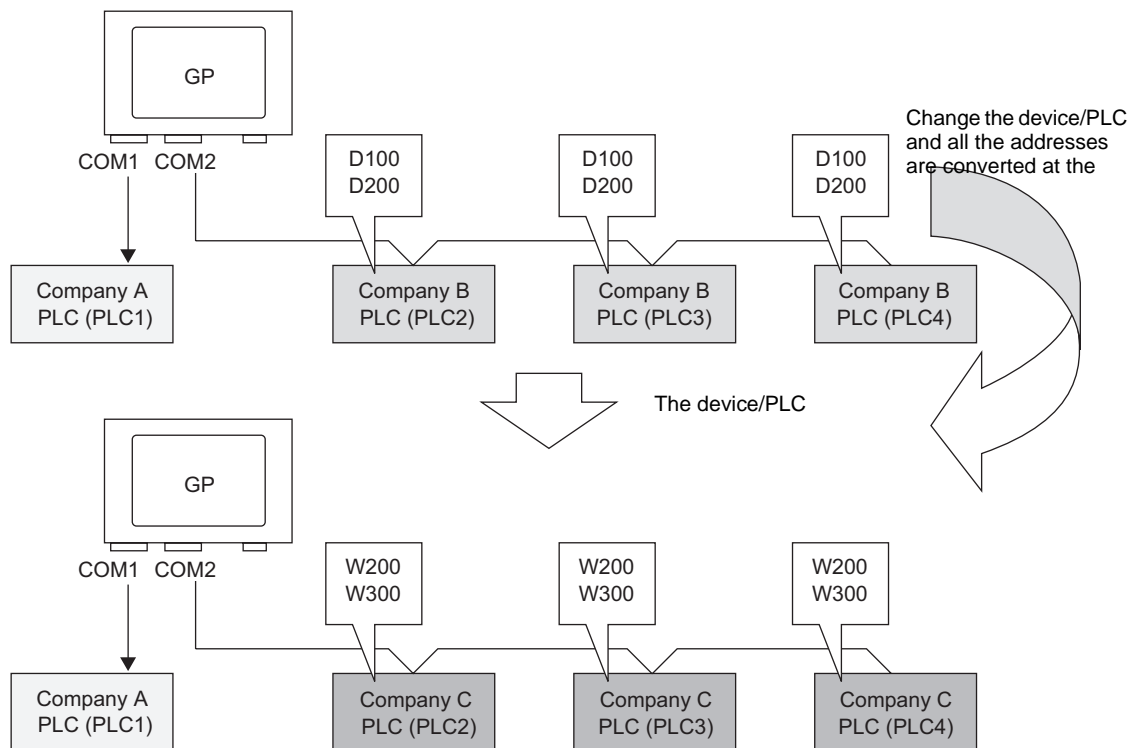 GP
COM1 COM2
D100
D200
D100
D200
D100
D200
Change the device/PLC
and all the addresses
are converted at the
Company A
PLC (PLC1)
Company B
PLC (PLC2)
Company B
PLC (PLC3)
Company B
PLC (PLC4)
The device/PLC
GP
COM1 COM2
W200
W300
W200
W300
W200
W300
Company A
PLC (PLC1)
Company C
PLC (PLC2)
Company C
PLC (PLC3)
Company C
PLC (PLC4)